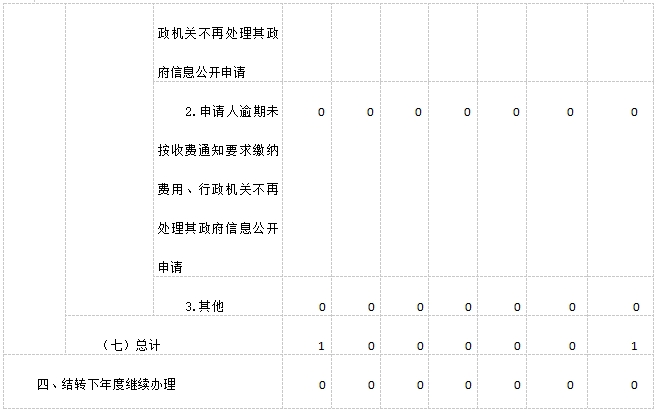 政机关不再处理其政
府信息公开申请
2.申请人逾期未 0 0 0 0 0 0 0
按收费通知要求缴纳
费用、行政机关不再
处理其政府信息公开
申请
3.其他 0 0 0 0 0 0 0
（七）总计 1 0 0 0 0 0 1
四、结转下年度继续办理 0 0 0 0 0 0 0